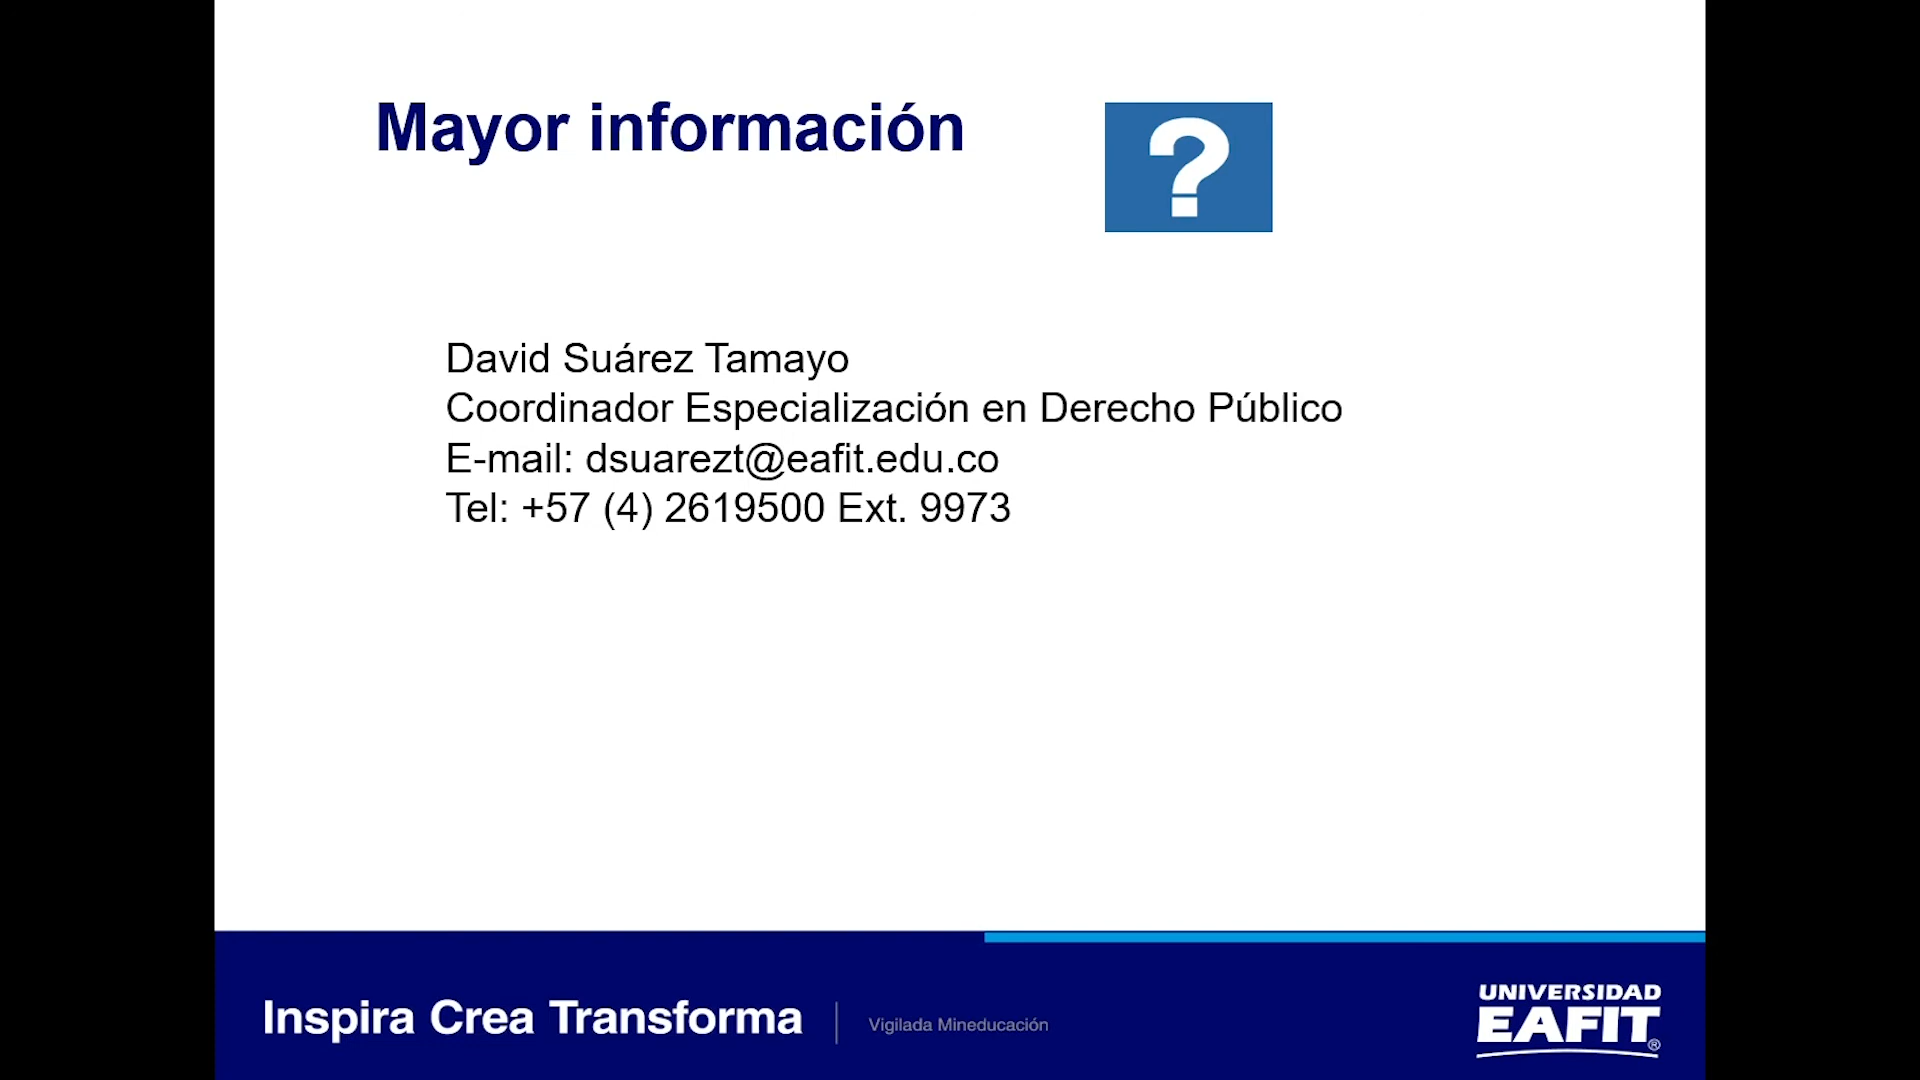 Mayor información
?
David Suárez Tamayo
Coordinador Especialización en Derecho Público
E-mail: dsuarezt@eafit.edu.co
Tel: +57 (4) 2619500 Ext. 9973
Inspira Crea Transforma
Vigilada Mineducación
UNIVERSIDAD
EAFIT®